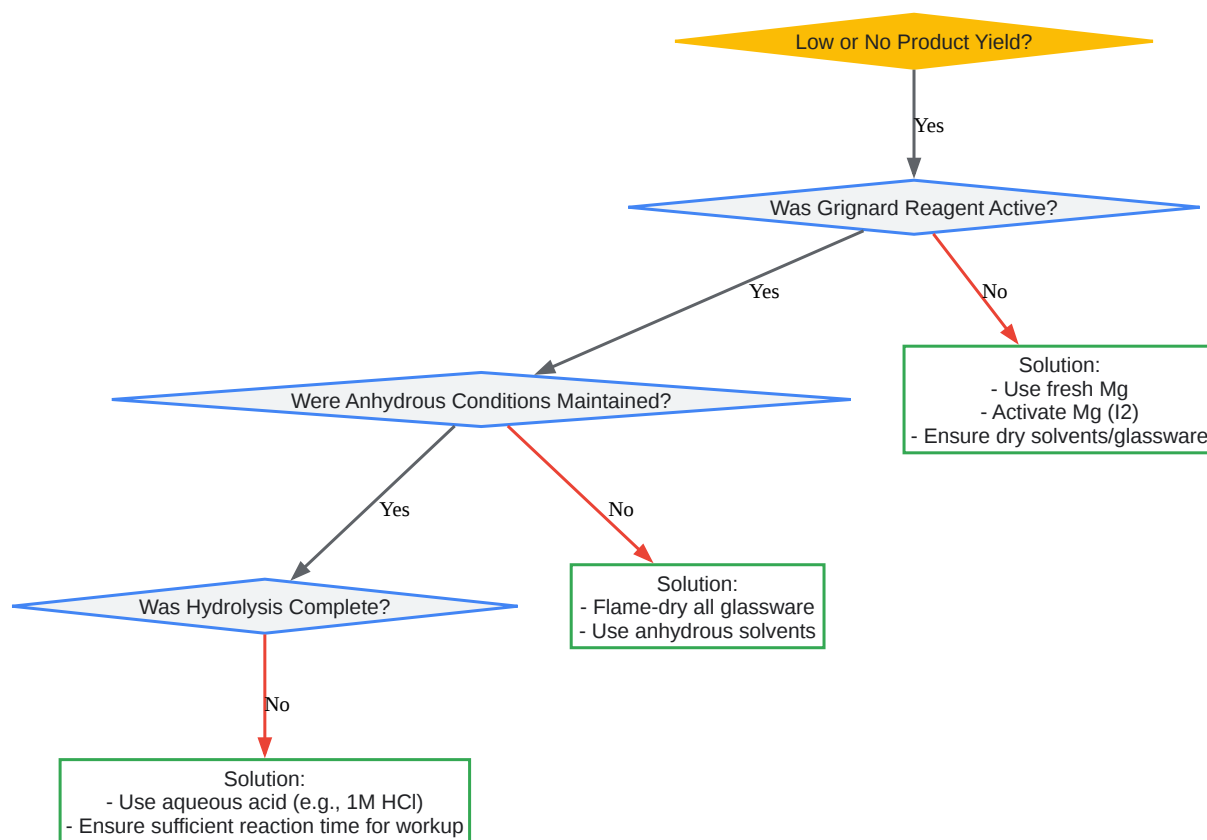 Low or No Product Yield?
Yes
Was Grignard Reagent Active?
Yes
No
Solution:
- Use fresh Mg
- Activate Mg (I2)
- Ensure dry solvents/glassware
Were Anhydrous Conditions Maintained?
Yes
No
Solution:
- Flame-dry all glassware
- Use anhydrous solvents
Was Hydrolysis Complete?
No
Solution:
- Use aqueous acid (e.g., 1M HCl)
- Ensure sufficient reaction time for workup